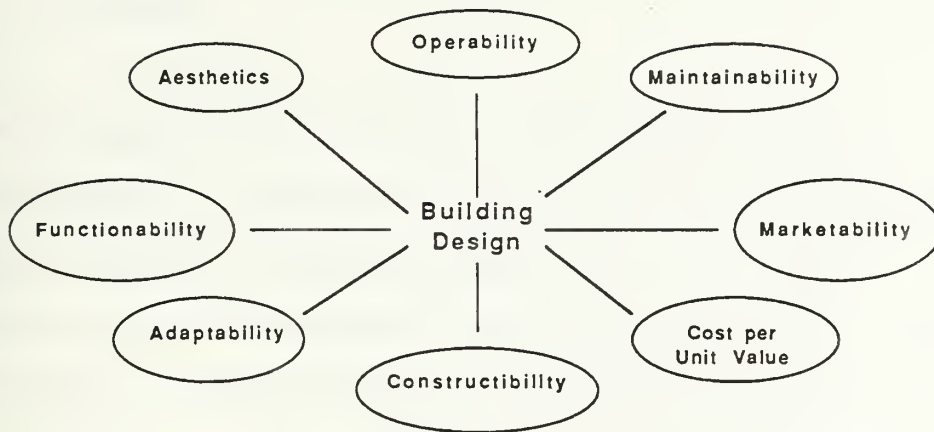 Operability
Aesthetics
Maintainability
Building
Design
Functionability
Marketability
Adaptability
Cost per
Unit Value
Constructibility